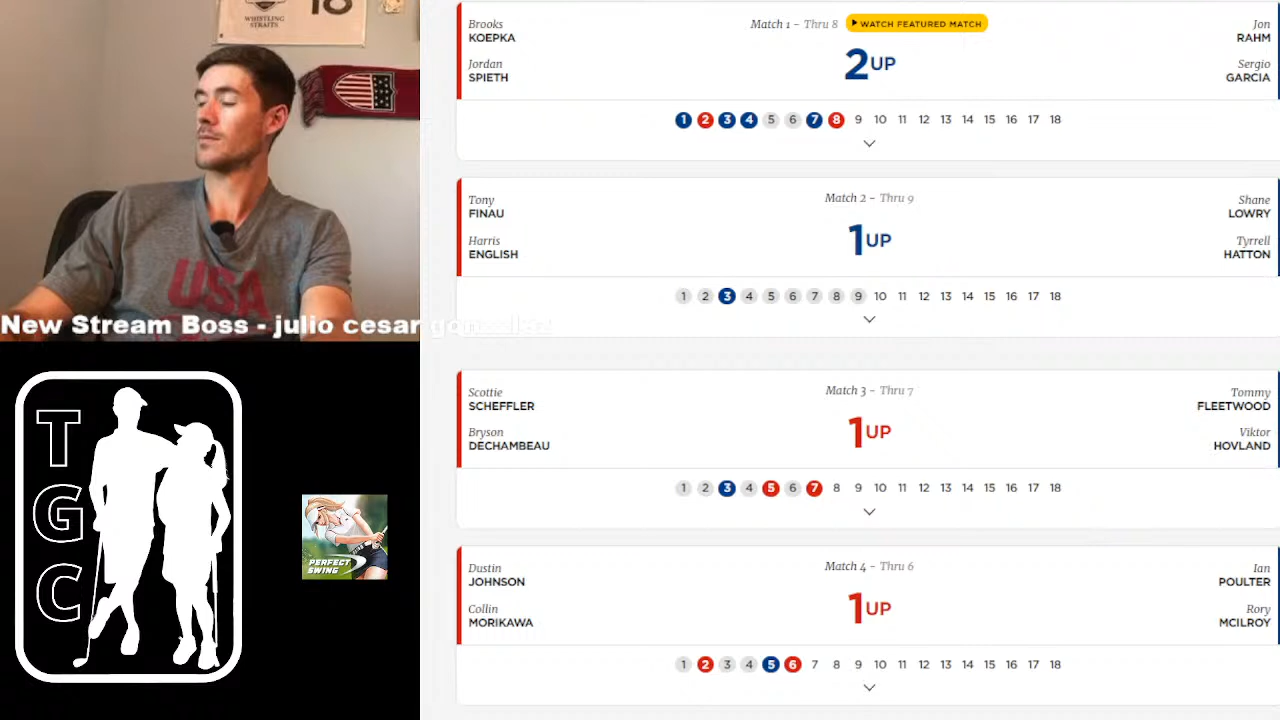 WHISTLING
STRAITS
18
USA
New Stream Boss - julio cesar gonzalez
T
G
C
PERFECT
SWING
Brooks
KOEPKA
Jordan
SPIETH
Match 1 - Thru 8 WATCH FEATURED MATCH
2UP
Jon
RAHM
Sergio
GARCIA
1 2 3 4 5 6 7 8 9 10 11 12 13 14 15 16 17 18
Tony
FINAU
Harris
ENGLISH
Match 2 - Thru 9
1UP
Shane
LOWRY
Tyrrell
HATTON
1 2 3 4 5 6 7 8 9 10 11 12 13 14 15 16 17 18
Scottie
SCHEFFLER
Bryson
DECHAMBEAU
Match 3 - Thru 7
1UP
Tommy
FLEETWOOD
Viktor
HOVLAND
1 2 3 4 5 6 7 8 9 10 11 12 13 14 15 16 17 18
Dustin
JOHNSON
Collin
MORIKAWA
Match 4 - Thru 6
1UP
Ian
POULTER
Rory
MCILROY
1 2 3 4 5 6 7 8 9 10 11 12 13 14 15 16 17 18